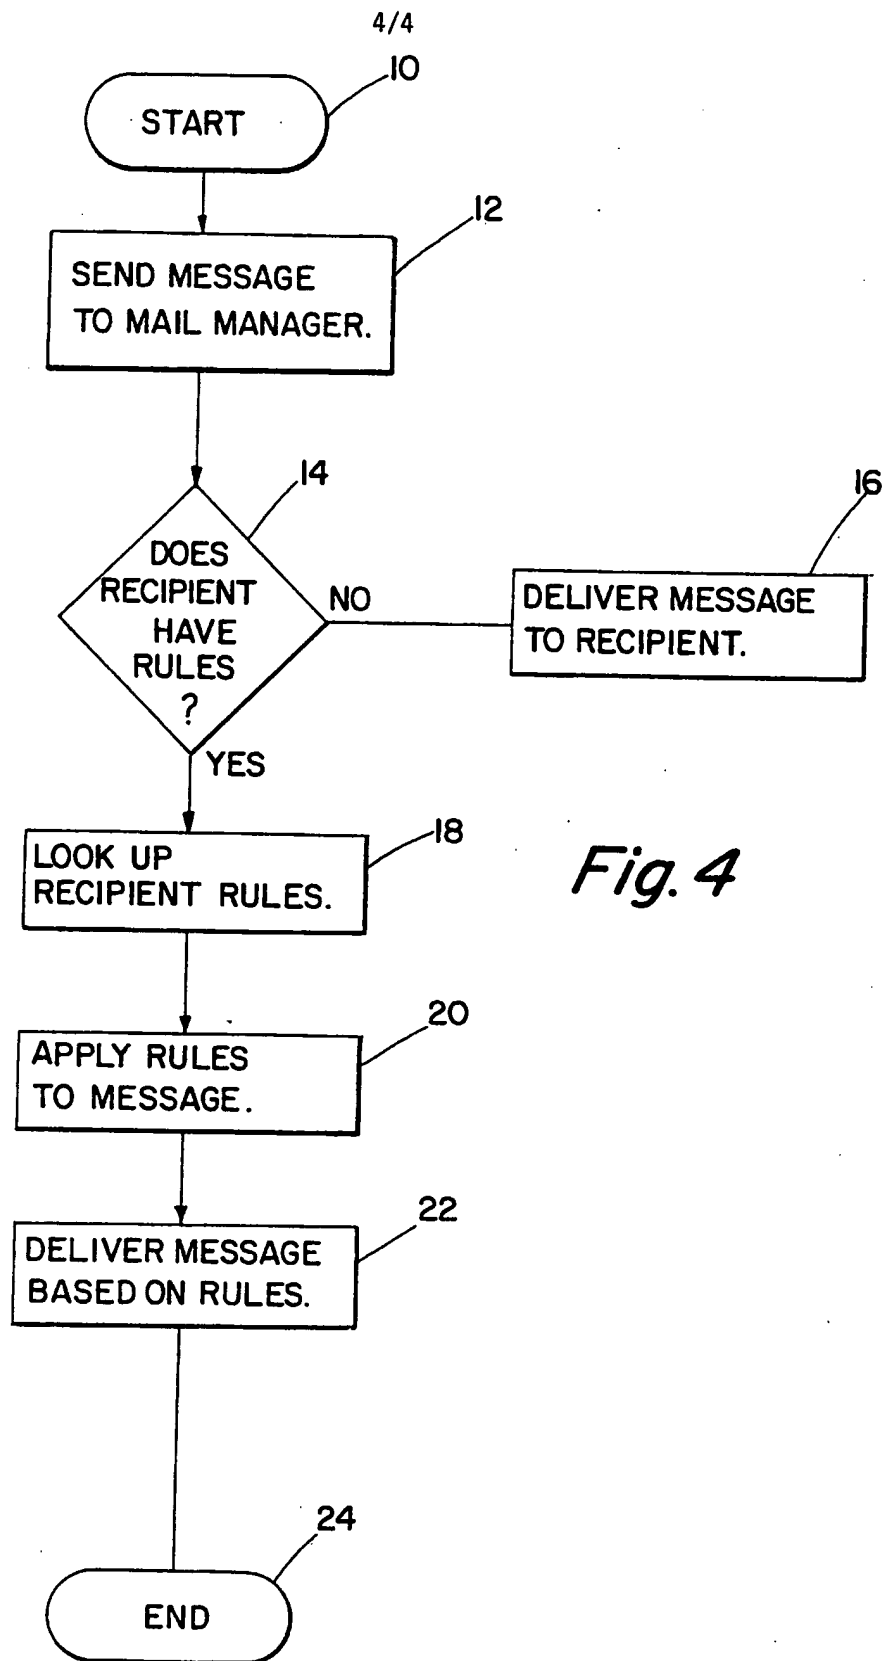 4/4
10
START
12
SEND MESSAGE
TO MAIL MANAGER.
14
DOES
RECIPIENT
HAVE
RULES
?
NO
16
DELIVER MESSAGE
TO RECIPIENT.
YES
18
LOOK UP
RECIPIENT RULES.
Fig. 4
20
APPLY RULES
TO MESSAGE.
22
DELIVER MESSAGE
BASED ON RULES.
24
END